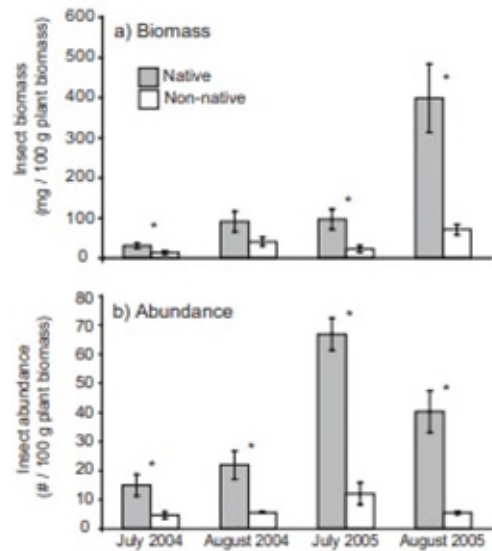 a) Biomass
Native
Non-native
Insect biomass
(mg / 100 g plant biomass)
600
500
400
300
200
100
0
*
*
*
b) Abundance
Insect abundance
(# / 100 g plant biomass)
80
70
60
50
40
30
20
10
0
*
*
*
*
July 2004 August 2004 July 2005 August 2005